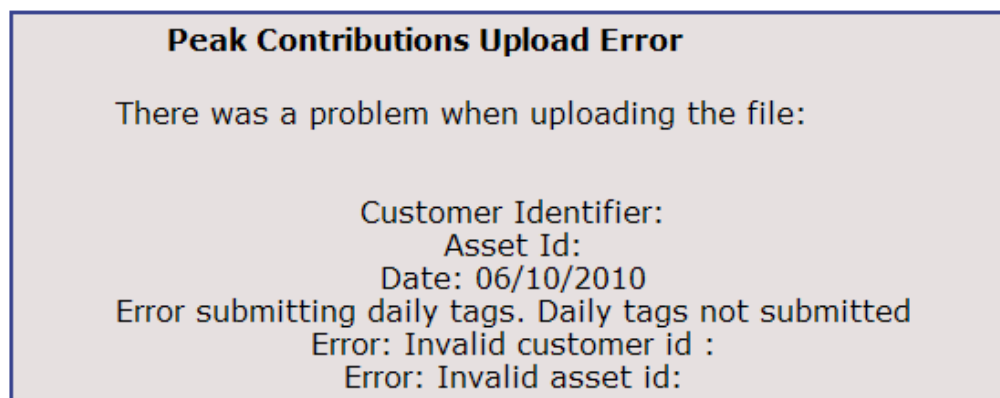 Peak Contributions Upload Error
There was a problem when uploading the file:
Customer Identifier:
Asset Id:
Date: 06/10/2010
Error submitting daily tags. Daily tags not submitted
Error: Invalid customer id :
Error: Invalid asset id: